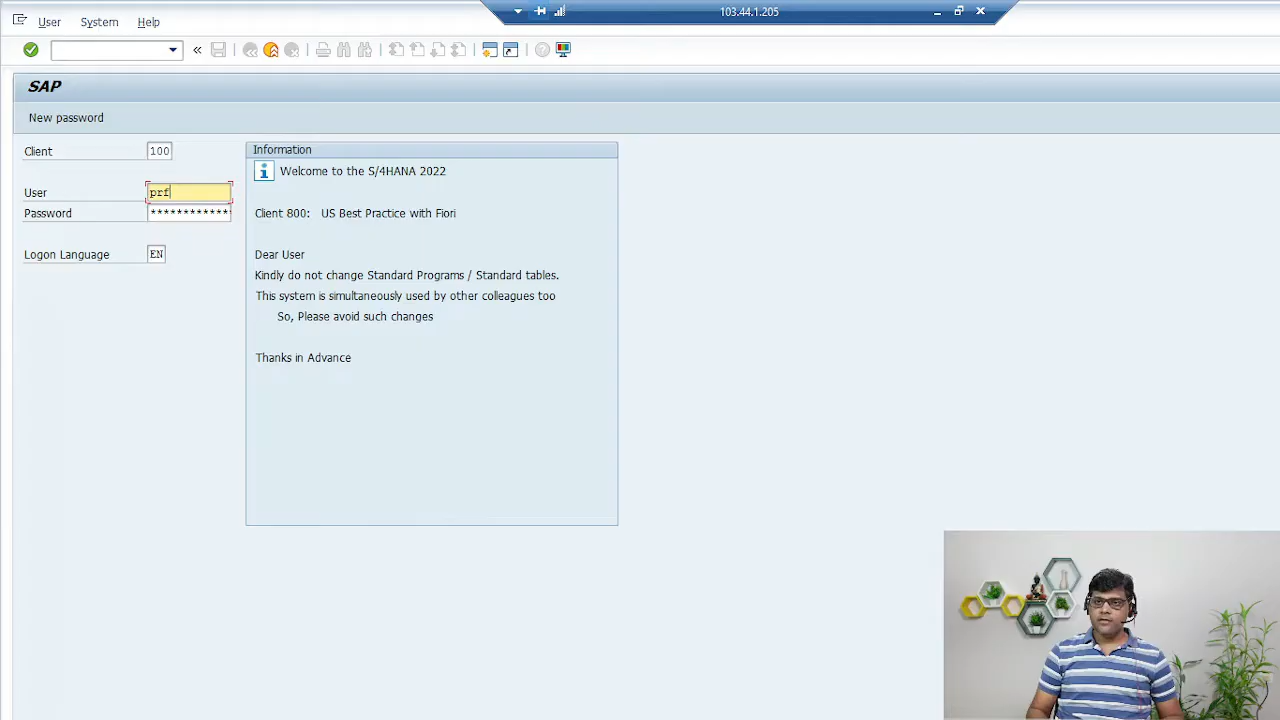 103.44.1.205
User System Help
SAP
New password
Client 100
User prf
Password ************
Logon Language EN
Information
Welcome to the S/4HANA 2022
Client 800: US Best Practice with Fiori
Dear User
Kindly do not change Standard Programs / Standard tables.
This system is simultaneously used by other colleagues too
So, Please avoid such changes
Thanks in Advance